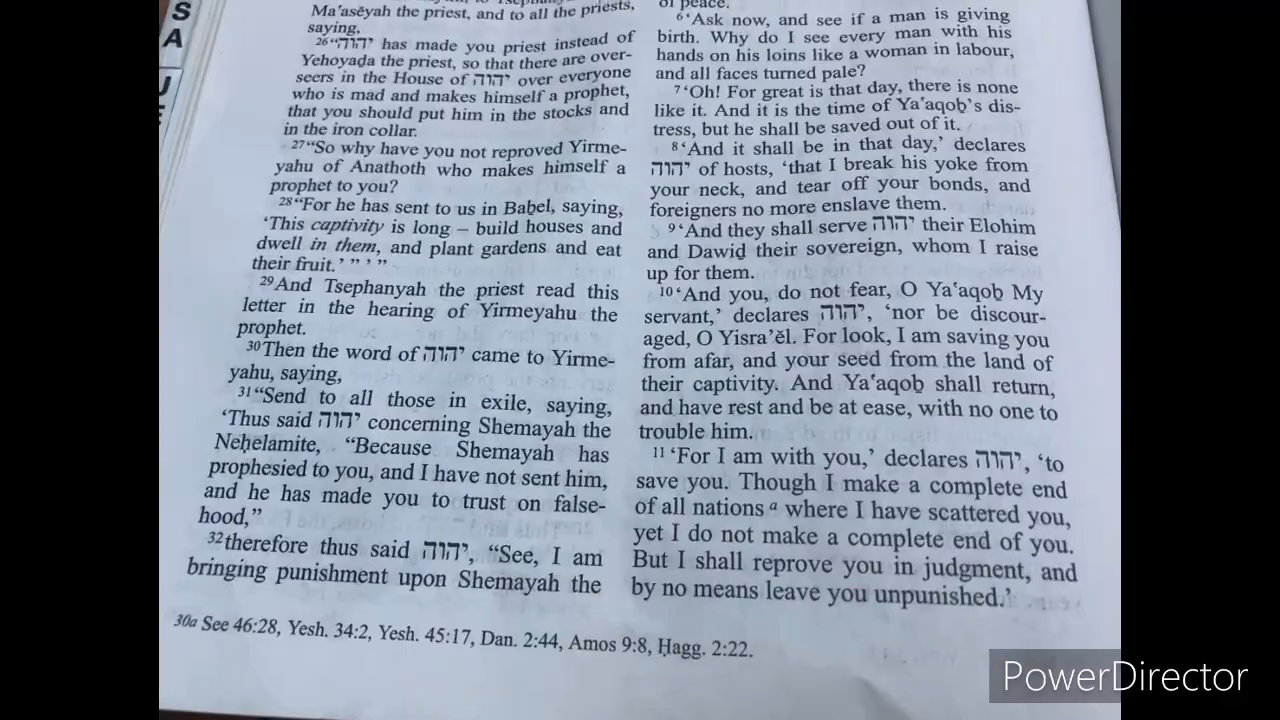 S
A
Ma'asĕyah the priest, and to all the priests,
saying,
26"יהוה has made you priest instead of
Yehoyaḏa the priest, so that there are over-
seers in the House of יהוה over everyone
who is mad and makes himself a prophet,
that you should put him in the stocks and
in the iron collar.
27"So why have you not reproved Yirme-
yahu of Anathoth who makes himself a
prophet to you?
28"For he has sent to us in Baḇel, saying,
'This captivity is long – build houses and
dwell in them, and plant gardens and eat
their fruit.' " ' "
29And Tsephanyah the priest read this
letter in the hearing of Yirmeyahu the
prophet.
30Then the word of יהוה came to Yirme-
yahu, saying,
31"Send to all those in exile, saying,
'Thus said יהוה concerning Shemayah the
Neḥelamite, "Because Shemayah has
prophesied to you, and I have not sent him,
and he has made you to trust on false-
hood,"
32therefore thus said יהוה, "See, I am
bringing punishment upon Shemayah the
of peace.
6'Ask now, and see if a man is giving
birth. Why do I see every man with his
hands on his loins like a woman in labour,
and all faces turned pale?
7'Oh! For great is that day, there is none
like it. And it is the time of Ya'aqoḇ's dis-
tress, but he shall be saved out of it.
8'And it shall be in that day,' declares
יהוה of hosts, 'that I break his yoke from
your neck, and tear off your bonds, and
foreigners no more enslave them.
9'And they shall serve יהוה their Elohim
and Dawiḏ their sovereign, whom I raise
up for them.
10'And you, do not fear, O Ya'aqoḇ My
servant,' declares יהוה, 'nor be discour-
aged, O Yisra'ĕl. For look, I am saving you
from afar, and your seed from the land of
their captivity. And Ya'aqoḇ shall return,
and have rest and be at ease, with no one to
trouble him.
11'For I am with you,' declares יהוה, 'to
save you. Though I make a complete end
of all nations a where I have scattered you,
yet I do not make a complete end of you.
But I shall reprove you in judgment, and
by no means leave you unpunished.'
30a See 46:28, Yesh. 34:2, Yesh. 45:17, Dan. 2:44, Amos 9:8, Ḥagg. 2:22.
PowerDirector